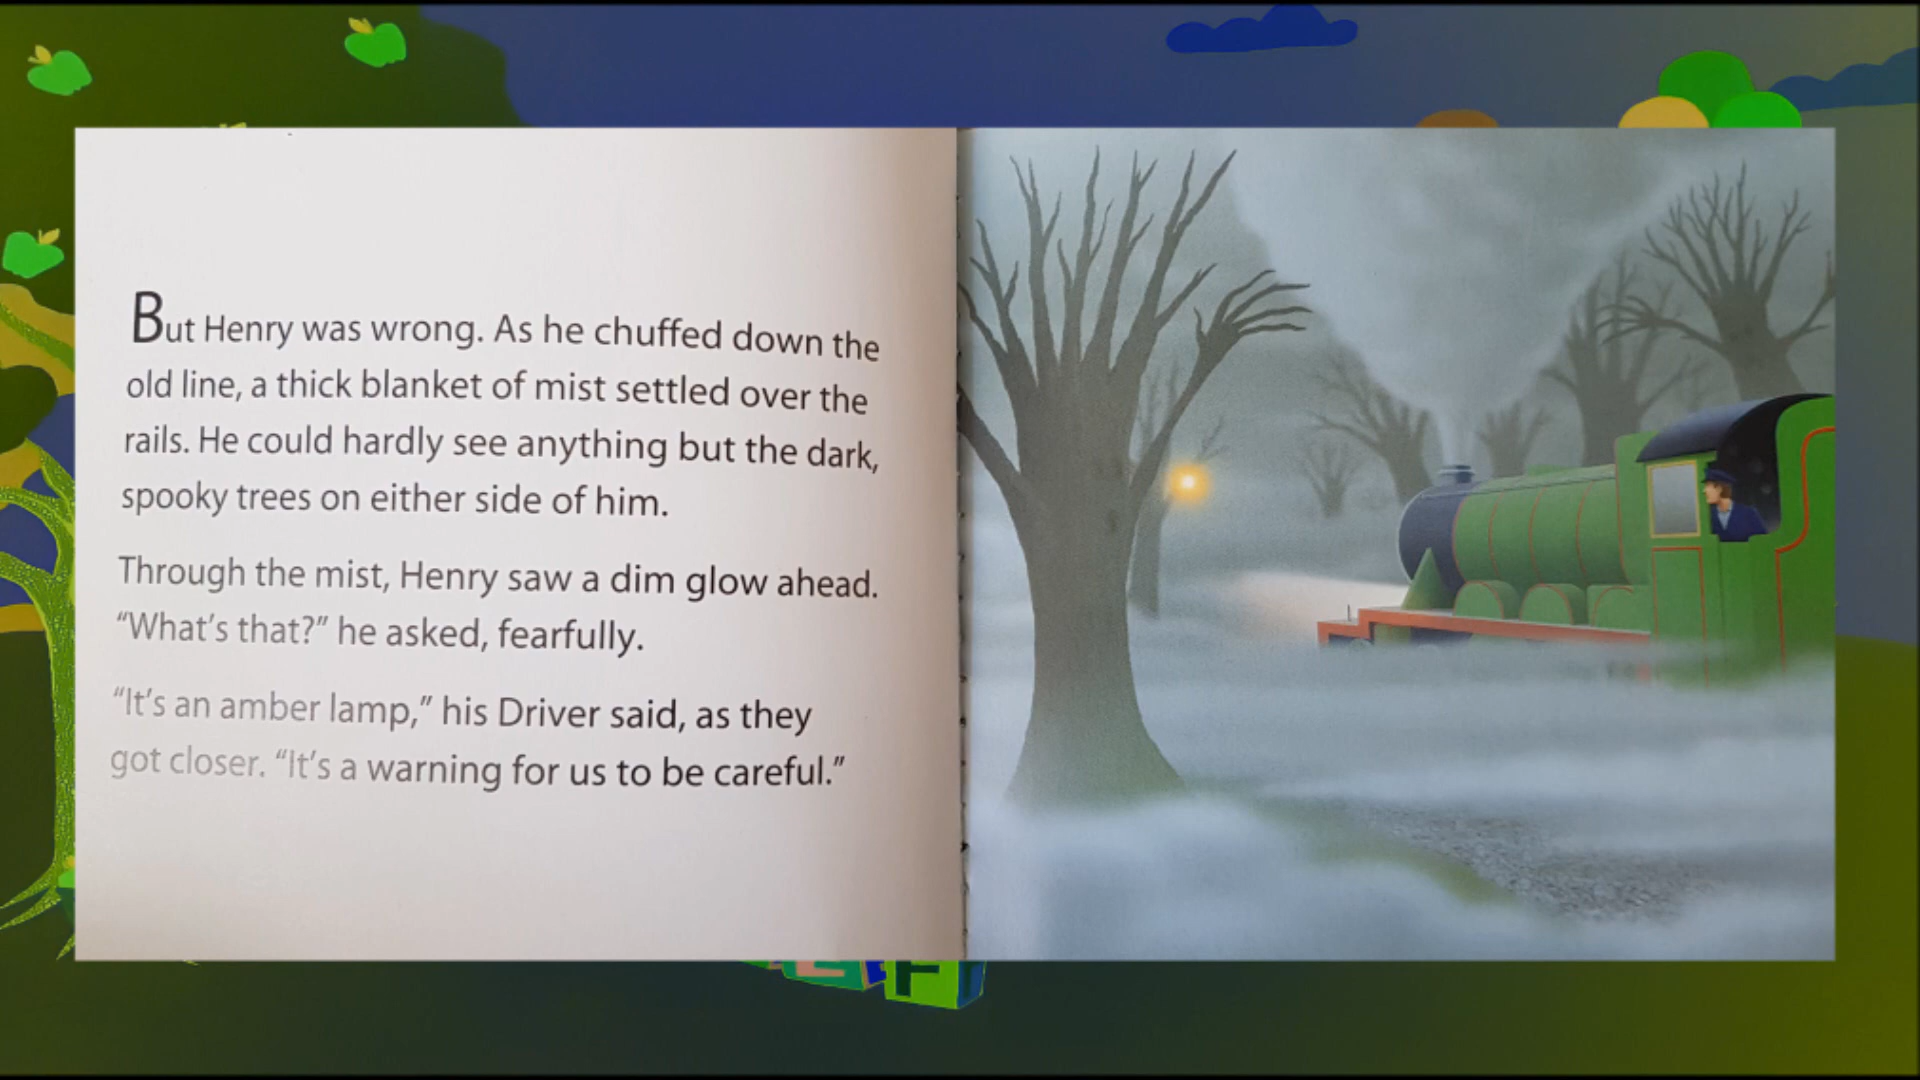 But Henry was wrong. As he chuffed down the
old line, a thick blanket of mist settled over the
rails. He could hardly see anything but the dark,
spooky trees on either side of him.
Through the mist, Henry saw a dim glow ahead.
“What’s that?” he asked, fearfully.
“It’s an amber lamp,” his Driver said, as they
got closer. “It’s a warning for us to be careful.”